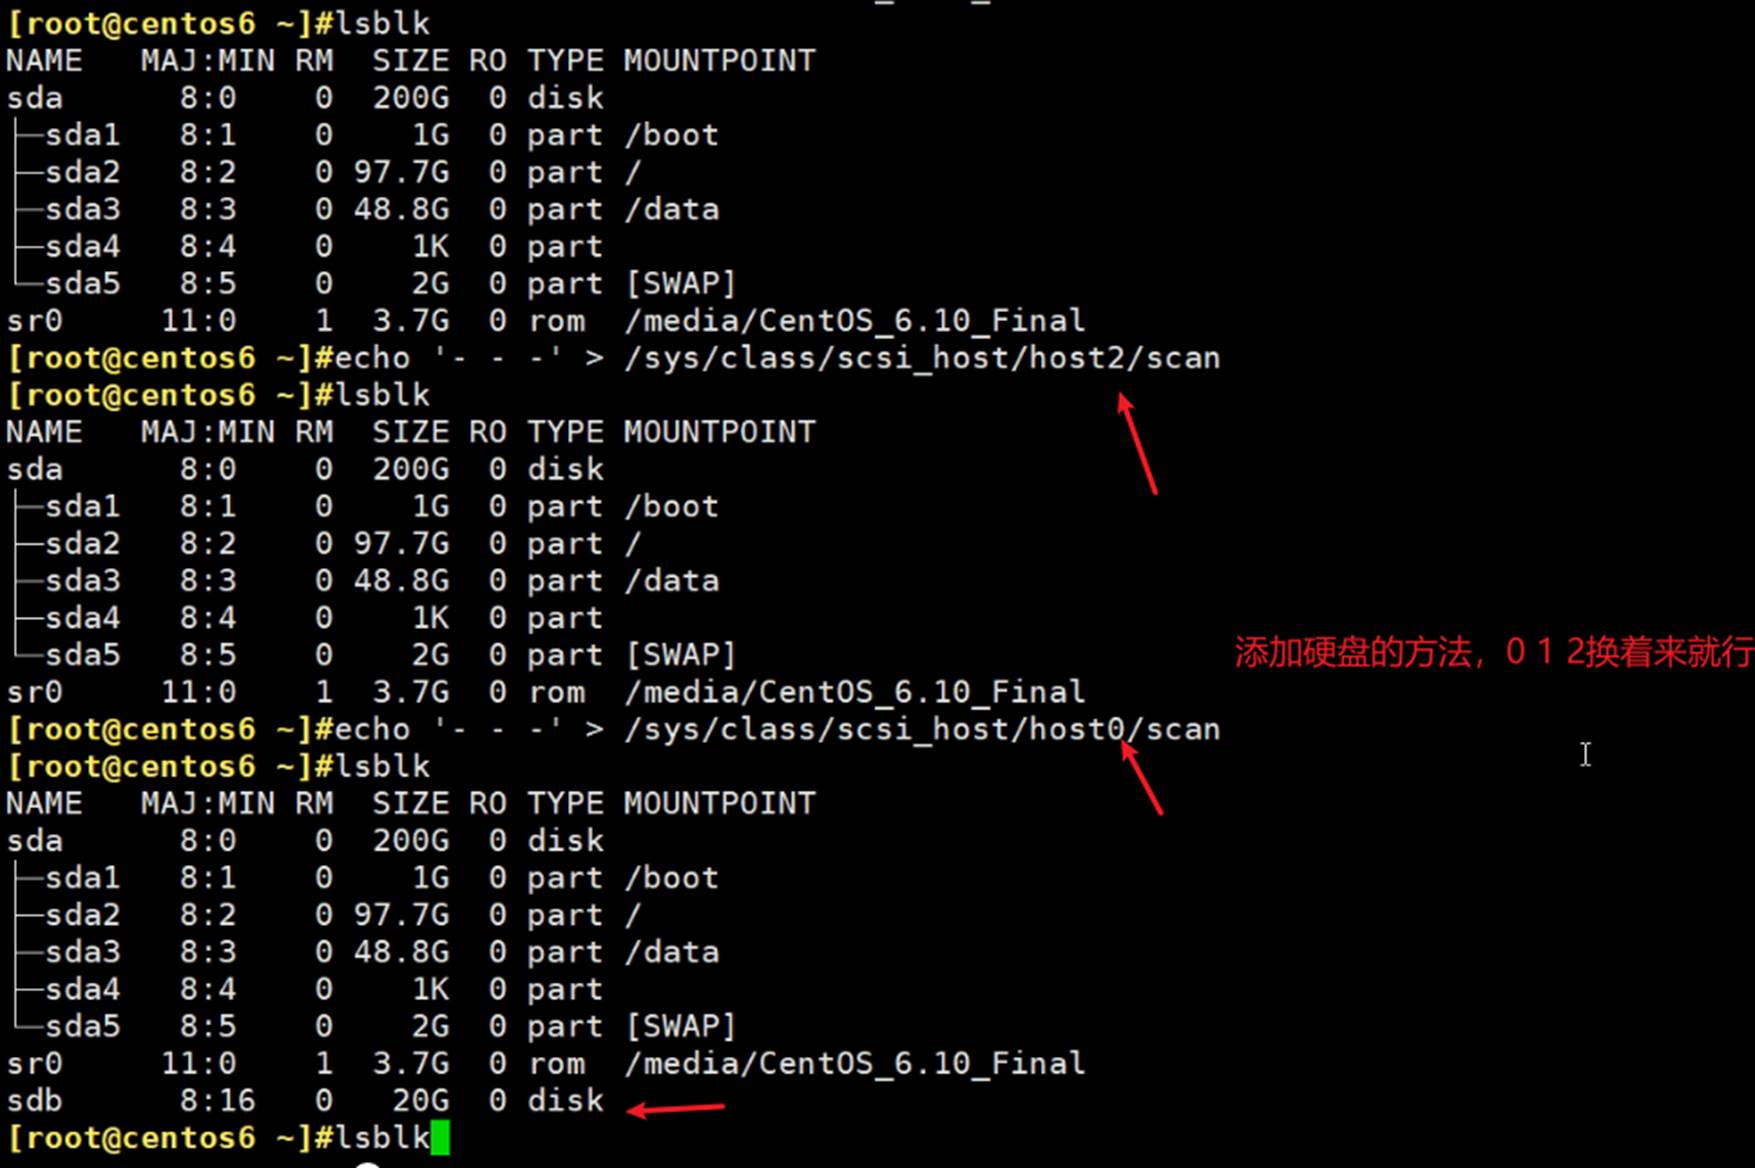 [root@centos6 ~]#lsblk
NAME   MAJ:MIN RM  SIZE RO TYPE MOUNTPOINT
sda      8:0    0  200G  0 disk
├─sda1   8:1    0    1G  0 part /boot
├─sda2   8:2    0 97.7G  0 part /
├─sda3   8:3    0 48.8G  0 part /data
├─sda4   8:4    0    1K  0 part
└─sda5   8:5    0    2G  0 part [SWAP]
sr0     11:0    1  3.7G  0 rom  /media/CentOS_6.10_Final
[root@centos6 ~]#echo '- - -' > /sys/class/scsi_host/host2/scan
[root@centos6 ~]#lsblk
NAME   MAJ:MIN RM  SIZE RO TYPE MOUNTPOINT
sda      8:0    0  200G  0 disk
├─sda1   8:1    0    1G  0 part /boot
├─sda2   8:2    0 97.7G  0 part /
├─sda3   8:3    0 48.8G  0 part /data
├─sda4   8:4    0    1K  0 part
└─sda5   8:5    0    2G  0 part [SWAP]
添加硬盘的方法，0 1 2换着来就行
sr0     11:0    1  3.7G  0 rom  /media/CentOS_6.10_Final
[root@centos6 ~]#echo '- - -' > /sys/class/scsi_host/host0/scan
[root@centos6 ~]#lsblk
NAME   MAJ:MIN RM  SIZE RO TYPE MOUNTPOINT
sda      8:0    0  200G  0 disk
├─sda1   8:1    0    1G  0 part /boot
├─sda2   8:2    0 97.7G  0 part /
├─sda3   8:3    0 48.8G  0 part /data
├─sda4   8:4    0    1K  0 part
└─sda5   8:5    0    2G  0 part [SWAP]
sr0     11:0    1  3.7G  0 rom  /media/CentOS_6.10_Final
sdb      8:16   0   20G  0 disk
[root@centos6 ~]#lsblk